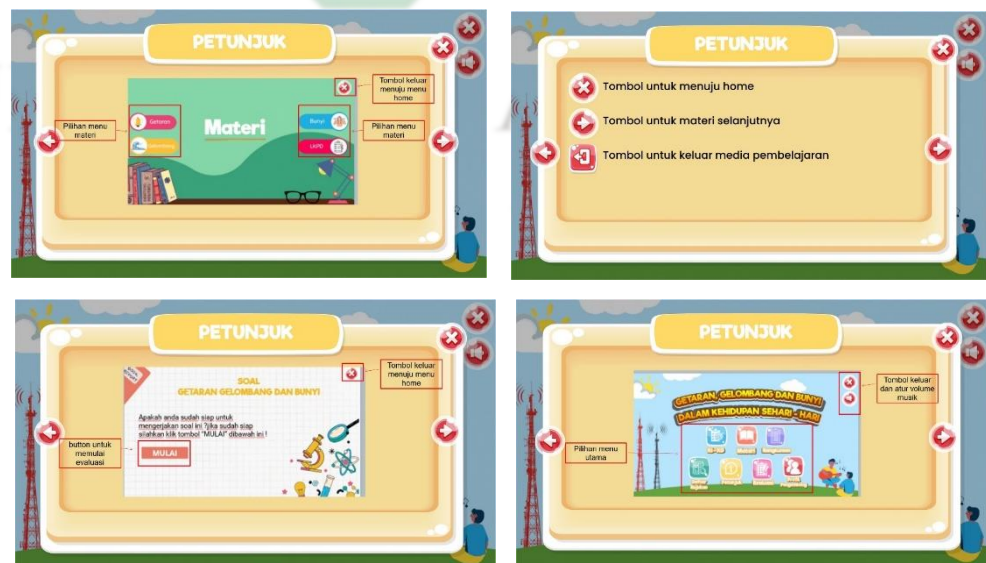 PETUNJUK
Tombol keluar
menuju menu
home
Pilihan menu
materi
Getaran
Materi
Bunyi
LKPD
Pilihan menu
materi
PETUNJUK
Tombol untuk menuju home
Tombol untuk materi selanjutnya
Tombol untuk keluar media pembelajaran
PETUNJUK
Tombol keluar
menuju menu
home
SOAL
GETARAN GELOMBANG DAN BUNYI
Apakah anda sudah siap untuk
mengerjakan soal ini ?jika sudah siap
silahkan klik tombol "MULAI" dibawah ini !
MULAI
button untuk
memulai
evaluasi
PETUNJUK
Tombol keluar
dan atur volume
musik
GETARAN, GELOMBANG DAN BUNYI
DALAM KEHIDUPAN SEHARI - HARI
Pilihan menu
utama
Materi